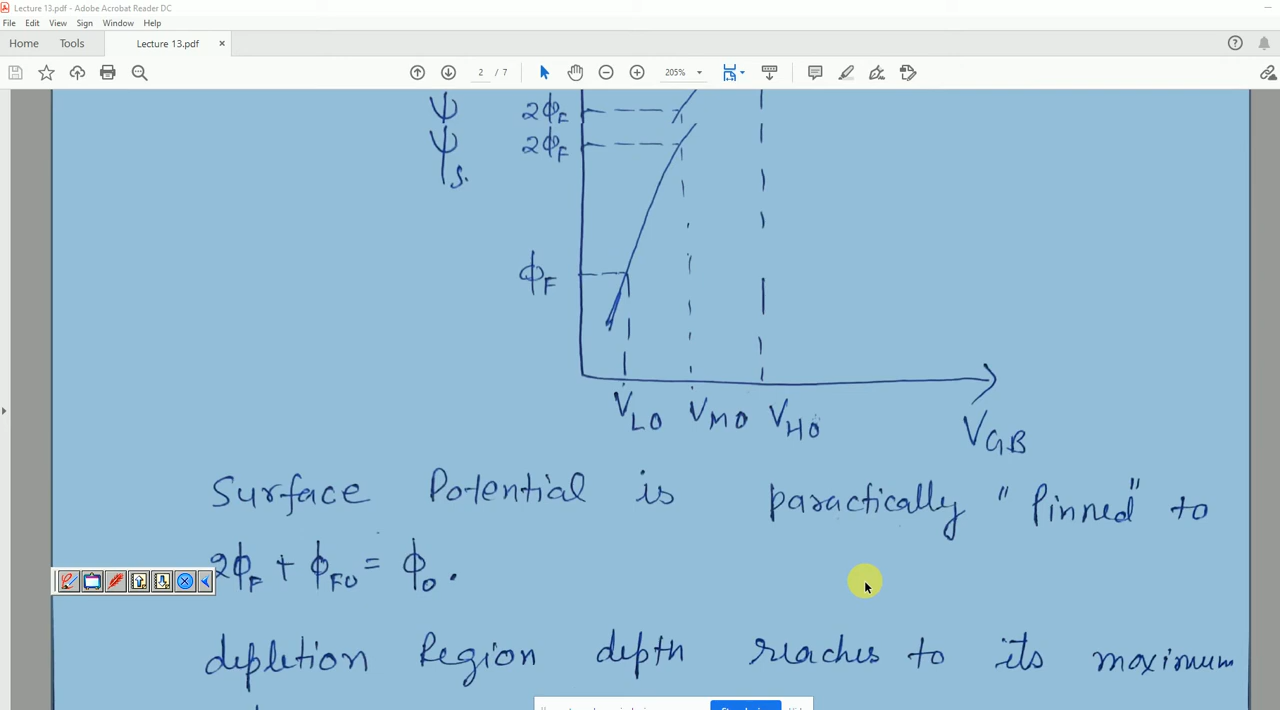 Lecture 13.pdf - Adobe Acrobat Reader DC
File Edit View Sign Window Help
Home Tools Lecture 13.pdf ×
2 / 7 205%
ψ 2ϕF
ψs. 2ϕF
ϕF
VLO VMO VHO VGB
Surface Potential is paractically "Pinned" to
2ϕF + ϕFO = ϕO.
depletion Region depth reaches to its maximum